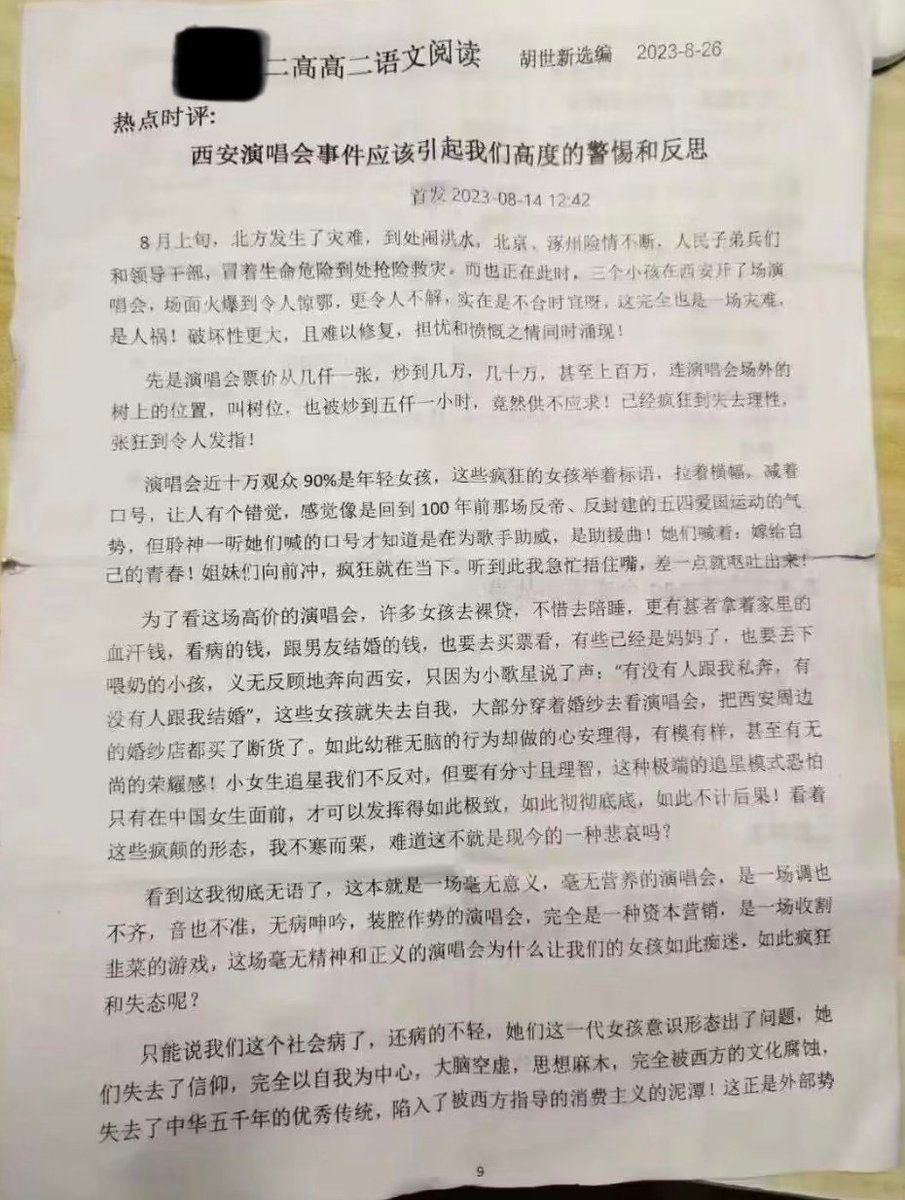 二高高二语文阅读 胡世新选编 2023-8-26
热点时评:
西安演唱会事件应该引起我们高度的警惕和反思
首发 2023-08-14 12:42
8月上旬，北方发生了灾难，到处闹洪水，北京、涿州险情不断，人民子弟兵们
和领导干部，冒着生命危险到处抢险救灾。而也正在此时，三个小孩在西安开了场演
唱会，场面火爆到令人惊鄂，更令人不解，实在是不合时宜呀，这完全也是一场灾难，
是人祸！破坏性更大，且难以修复，担忧和愤慨之情同时涌现！
先是演唱会票价从几仟一张，炒到几万，几十万，甚至上百万，连演唱会场外的
树上的位置，叫树位，也被炒到五仟一小时，竟然供不应求！已经疯狂到失去理性，
张狂到令人发指！
演唱会近十万观众 90%是年轻女孩，这些疯狂的女孩举着标语，拉着横幅，减着
口号，让人有个错觉，感觉像是回到 100 年前那场反帝、反封建的五四爱国运动的气
势，但聆神一听她们喊的口号才知道是在为歌手助威，是助援曲！她们喊着：嫁给自
己的青春！姐妹们向前冲，疯狂就在当下。听到此我急忙捂住嘴，差一点就呕吐出来！
为了看这场高价的演唱会，许多女孩去裸贷，不惜去陪睡，更有甚者拿着家里的
血汗钱，看病的钱，跟男友结婚的钱，也要去买票看，有些已经是妈妈了，也要丢下
喂奶的小孩，义无反顾地奔向西安，只因为小歌星说了声：“有没有人跟我私奔，有
没有人跟我结婚”，这些女孩就失去自我，大部分穿着婚纱去看演唱会，把西安周边
的婚纱店都买了断货了。如此幼稚无脑的行为却做的心安理得，有模有样，甚至有无
尚的荣耀感！小女生追星我们不反对，但要有分寸且理智，这种极端的追星模式恐怕
只有在中国女生面前，才可以发挥得如此极致，如此彻彻底底，如此不计后果！看着
这些疯颠的形态，我不寒而栗，难道这不就是现今的一种悲哀吗？
看到这我彻底无语了，这本就是一场毫无意义，毫无营养的演唱会，是一场调也
不齐，音也不准，无病呻吟，装腔作势的演唱会，完全是一种资本营销，是一场收割
韭菜的游戏，这场毫无精神和正义的演唱会为什么让我们的女孩如此痴迷，如此疯狂
和失态呢？
只能说我们这个社会病了，还病的不轻，她们这一代女孩意识形态出了问题，她
们失去了信仰，完全以自我为中心，大脑空虚，思想麻木，完全被西方的文化腐蚀，
失去了中华五千年的优秀传统，陷入了被西方指导的消费主义的泥潭！这正是外部势
9